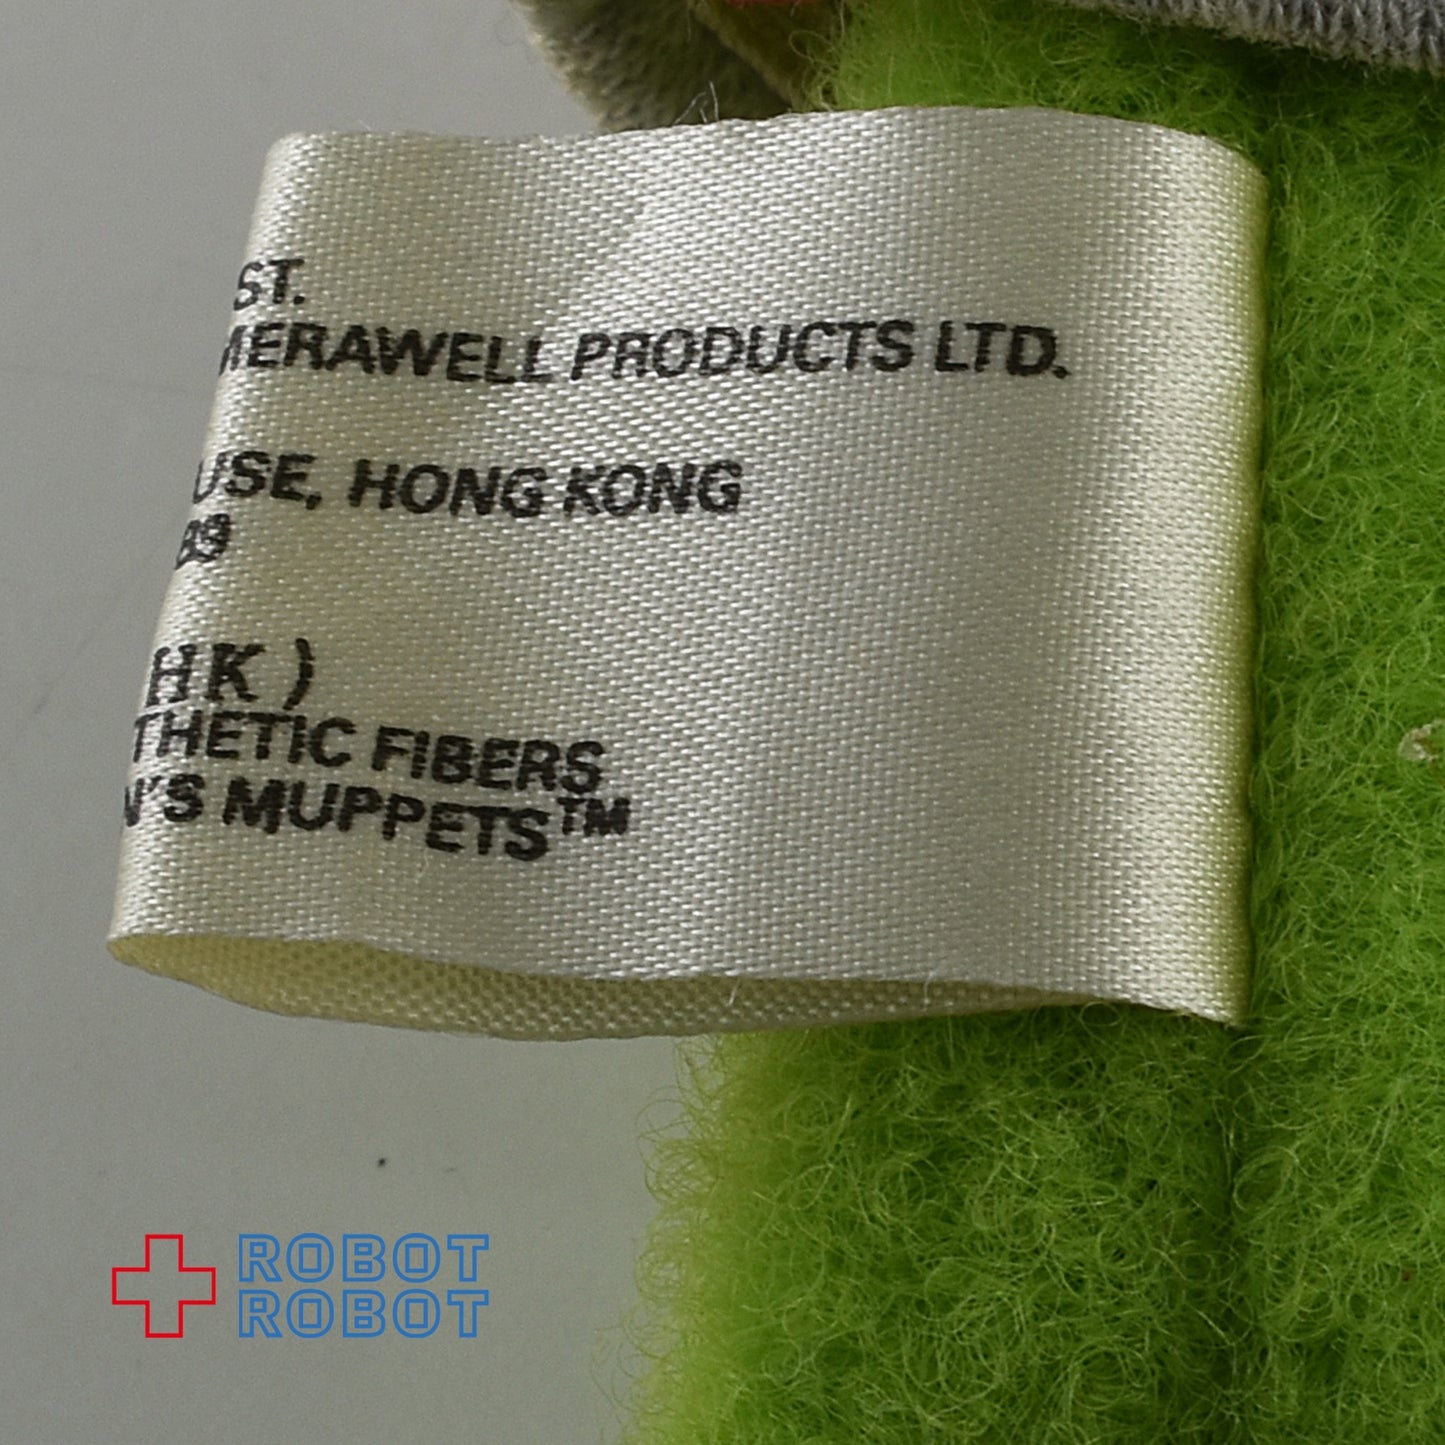 ST.
MERAWELL PRODUCTS LTD.
USE, HONG KONG
89
HK )
THETIC FIBERS
N'S MUPPETS™
ROBOT
ROBOT